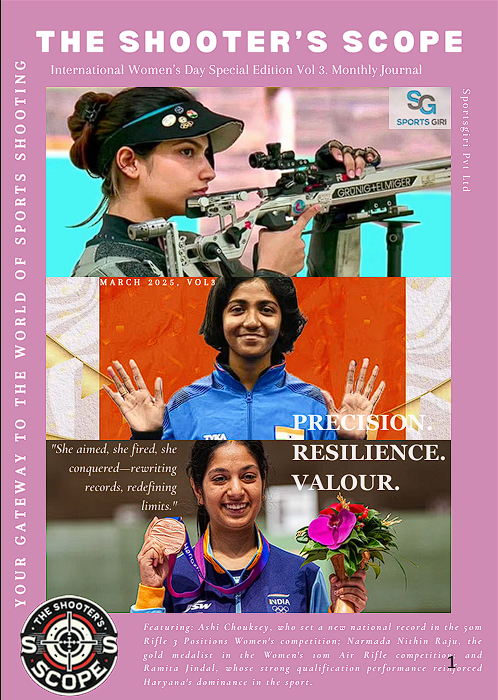 THE SHOOTER'S SCOPE
International Women's Day Special Edition Vol 3. Monthly Journal
YOUR GATEWAY TO THE WORLD OF SPORTS SHOOTING
Sportsgiri Pvt Ltd
SG
SPORTS GIRI
GRÜNIG+ELMIGER
MARCH 2025, VOL3
TYKA
PRECISION.
RESILIENCE.
VALOUR.
"She aimed, she fired, she
conquered—rewriting
records, redefining
limits."
JSW
INDIA
THE SHOOTER'S
S S
SCOPE
Featuring: Ashi Chouksey, who set a new national record in the 50m
Rifle 3 Positions Women's competition; Narmada Nithin Raju, the
gold medalist in the Women's 10m Air Rifle competition; and
Ramita Jindal, whose strong qualification performance reinforced
Haryana's dominance in the sport.
1